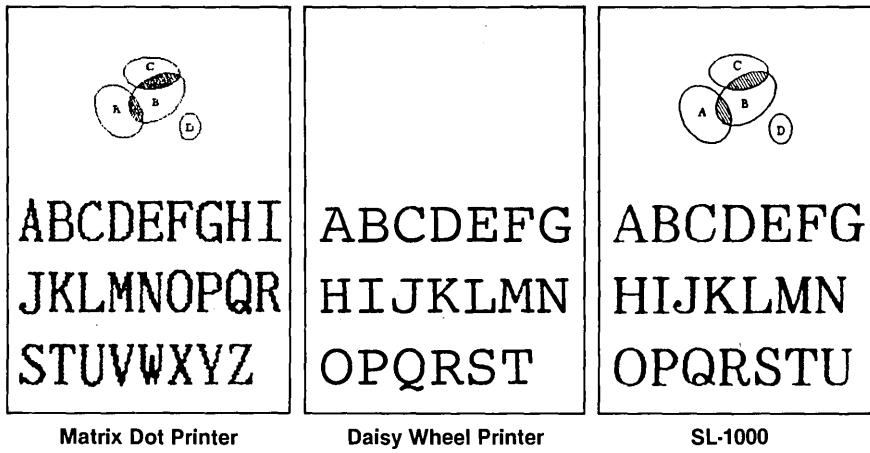 C
A B
D
ABCDEFGHI
JKLMNOPQR
STUVWXYZ
Matrix Dot Printer
ABCDEFG
HIJKLMN
OPQRST
Daisy Wheel Printer
C
A B
D
ABCDEFG
HIJKLMN
OPQRSTU
SL-1000